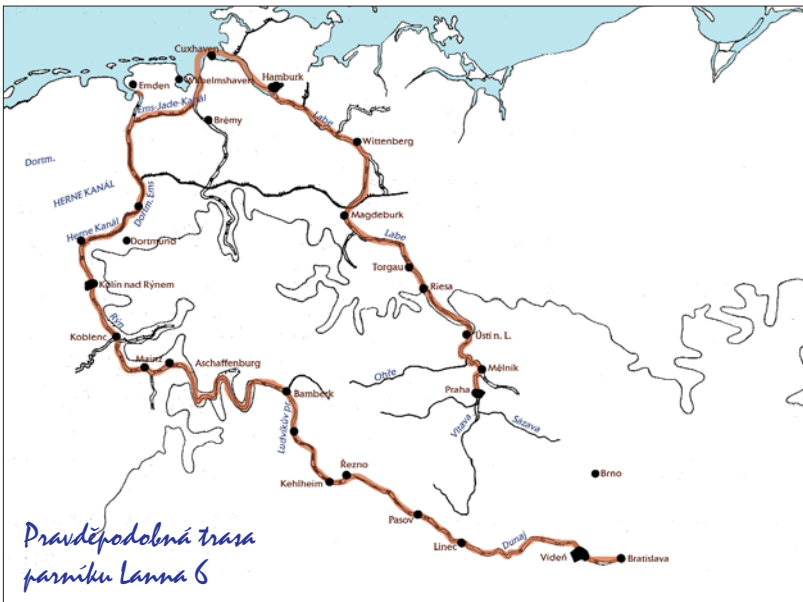 Cuxhaven
Wilhelmshaven
Emden
Hamburk
Ems-Jade-Kanál
Brémy
Labe
Wittenberg
Dortm.
HERNE KANÁL
Dortm. Ems
Herne Kanál
Dortmund
Magdeburk
Labe
Torgau
Riesa
Kolín nad Rýnem
Rýn
Koblenc
Ústí n. L.
Mainz
Aschaffenburg
Mělník
Ohře
Bamberk
Praha
Ludvíkův pr.
Vltava
Sázava
Řezno
Kehlheim
Brno
Pasov
Linec
Dunaj
Vídeň
Bratislava
Pravděpodobná trasa
parníku Lanna 6